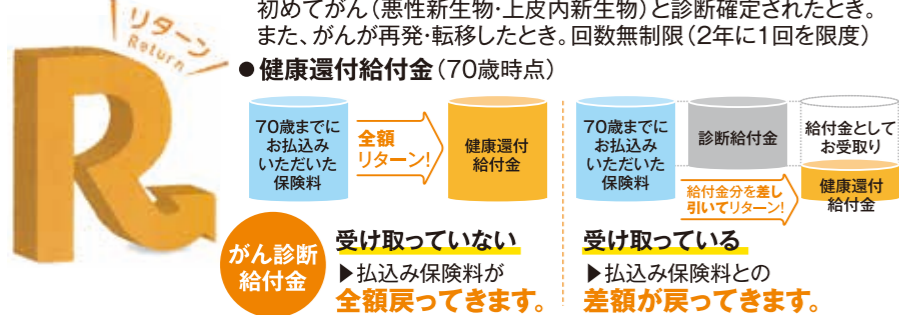 リターン
Return
R
初めてがん(悪性新生物・上皮内新生物)と診断確定されたとき。
また、がんが再発・転移したとき。回数無制限(2年に1回を限度)
●健康還付給付金(70歳時点)
70歳までに
お払込み
いただいた
保険料
全額
リターン!
健康還付
給付金
70歳までに
お払込み
いただいた
保険料
診断給付金
給付金として
お受取り
給付金分を差し
引いてリターン!
健康還付
給付金
がん診断
給付金
受け取っていない
▶払込み保険料が
全額戻ってきます。
受け取っている
▶払込み保険料との
差額が戻ってきます。